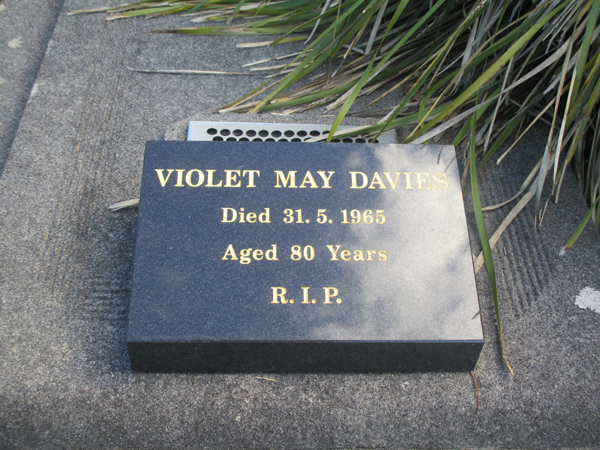 VIOLET MAY DAVIES
Died 31. 5. 1965
Aged 80 Years
R. I. P.